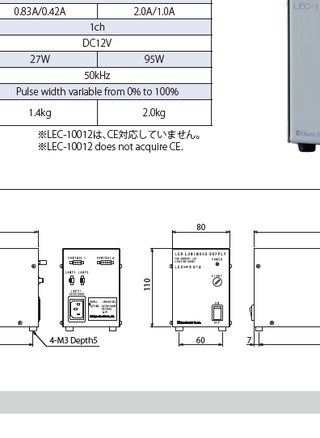 LEC-1
0.83A/0.42A 2.0A/1.0A
1ch
DC12V
27W 95W
50kHz
Pulse width variable from 0% to 100%
1.4kg 2.0kg
※LEC-10012は、CE対応していません。
※LEC-10012 does not acquire CE.
80
LED LUMINOUS SUPPLY
POWER
LIGHT
110
4-M3 Depth5
60
7